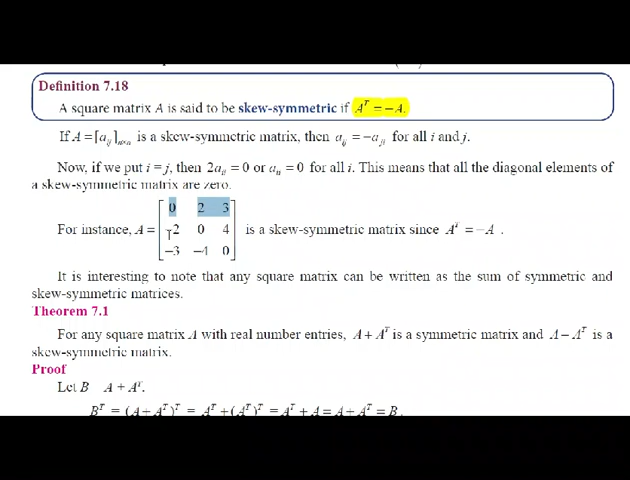 Definition 7.18
A square matrix A is said to be skew-symmetric if A^T = −A.
If A = [a_ij]_n×n is a skew-symmetric matrix, then a_ij = −a_ji for all i and j.
Now, if we put i = j, then 2a_ii = 0 or a_ii = 0 for all i. This means that all the diagonal elements of
a skew-symmetric matrix are zero.
0 2 3
For instance, A = −2 0 4 is a skew-symmetric matrix since A^T = −A .
−3 −4 0
It is interesting to note that any square matrix can be written as the sum of symmetric and
skew-symmetric matrices.
Theorem 7.1
For any square matrix A with real number entries, A + A^T is a symmetric matrix and A − A^T is a
skew-symmetric matrix.
Proof
Let B A + A^T.
B^T = (A + A^T)^T = A^T + (A^T)^T = A^T + A = A + A^T = B.